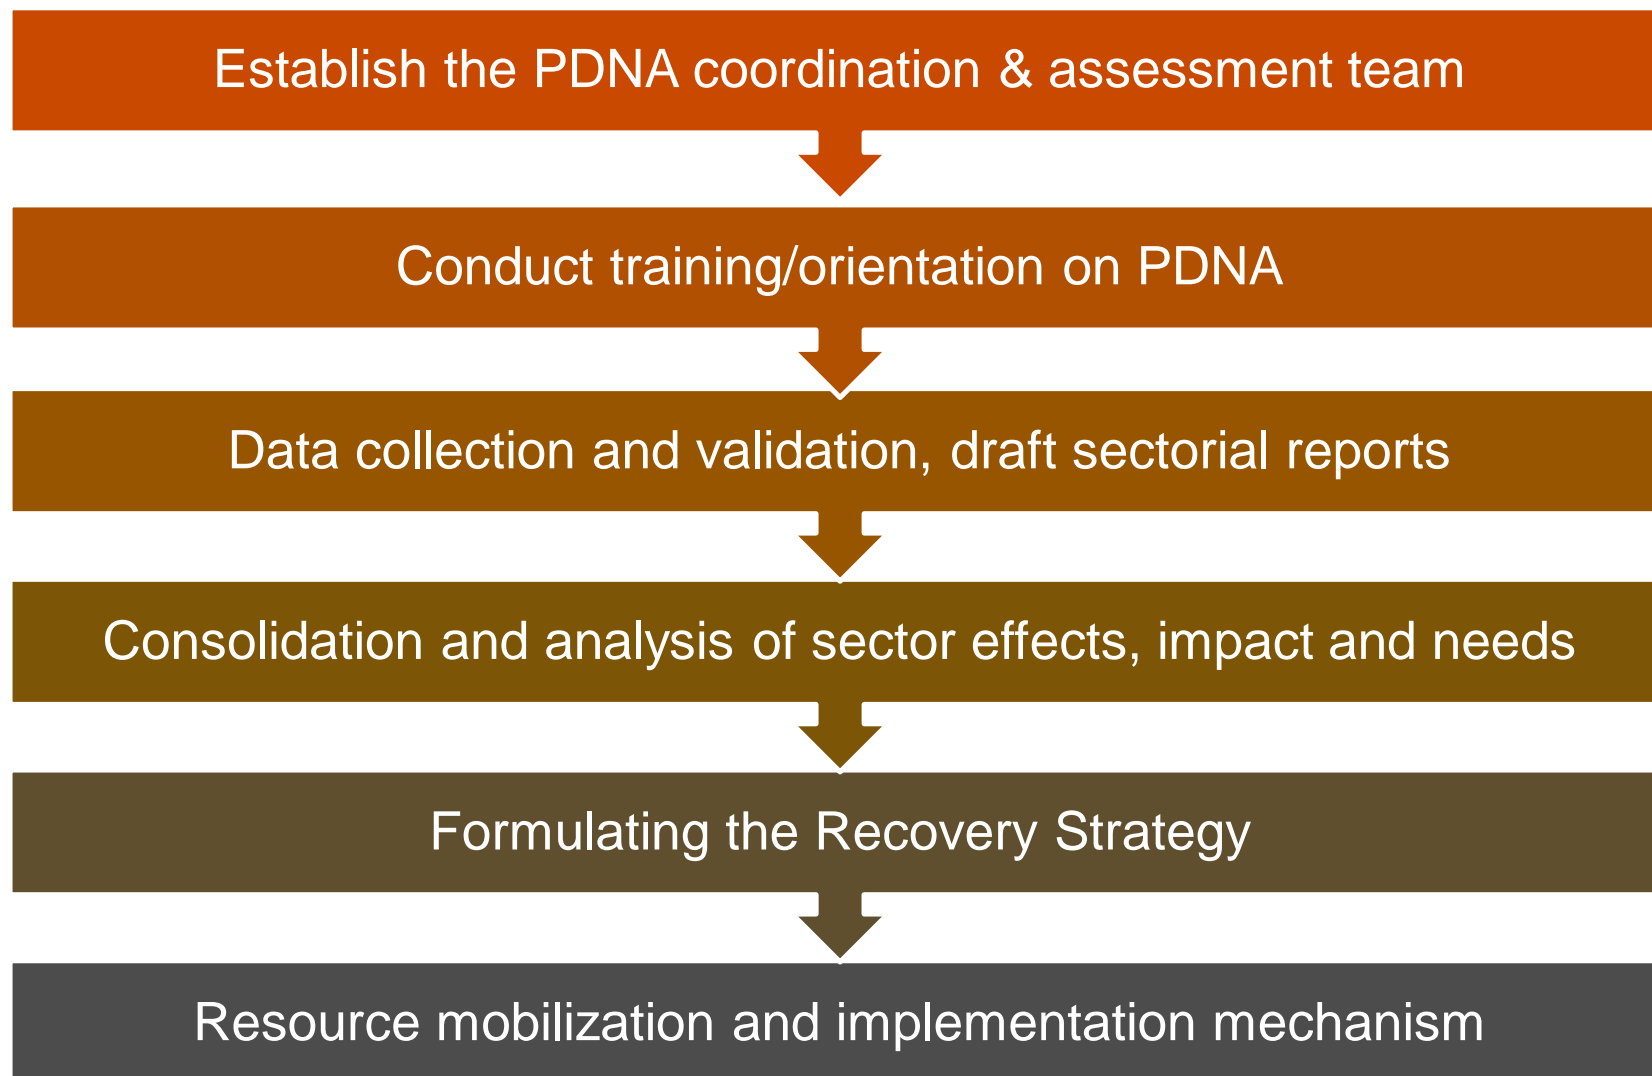 Establish the PDNA coordination & assessment team
Conduct training/orientation on PDNA
Data collection and validation, draft sectorial reports
Consolidation and analysis of sector effects, impact and needs
Formulating the Recovery Strategy
Resource mobilization and implementation mechanism